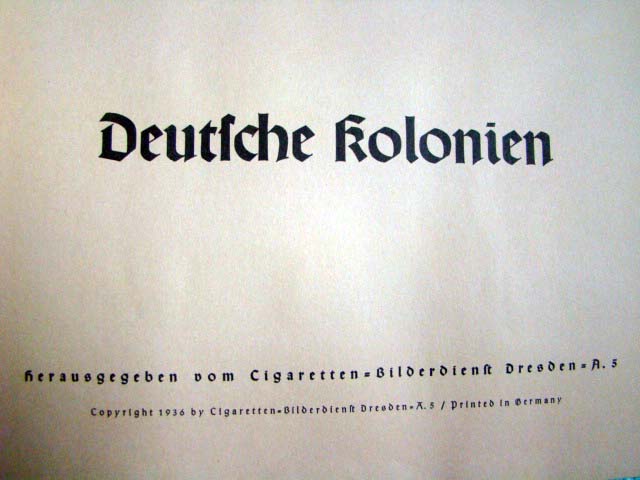 Deutſche Kolonien
Herausgegeben vom Cigaretten=Bilderdienſt Dresden=A. 5
Copyright 1936 by Cigaretten=Bilderdienſt Dresden=A. 5 / Printed in Germany